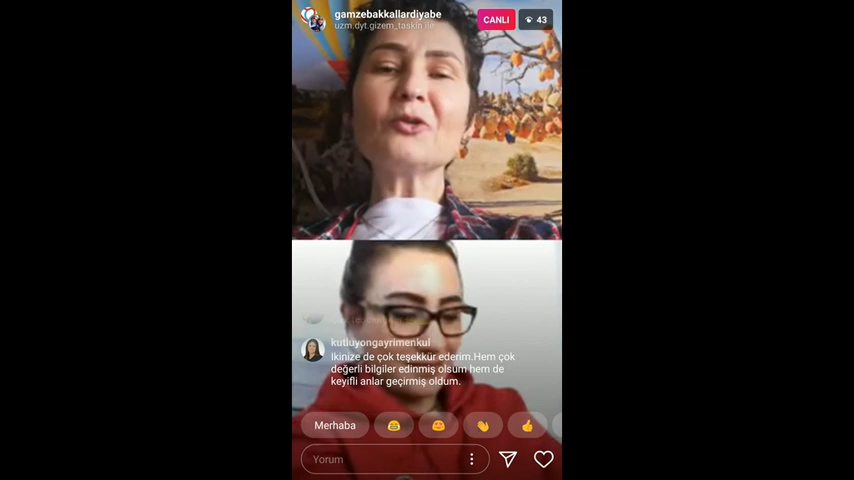 gamzebakkallardiyabe
CANLI
43
uzm.dyt.gizem_taskin ile
kutluyongayrimenkul
Ikinize de çok teşekkür ederim.Hem çok
değerli bilgiler edinmiş olsum hem de
keyifli anlar geçirmiş oldum.
Merhaba
Yorum